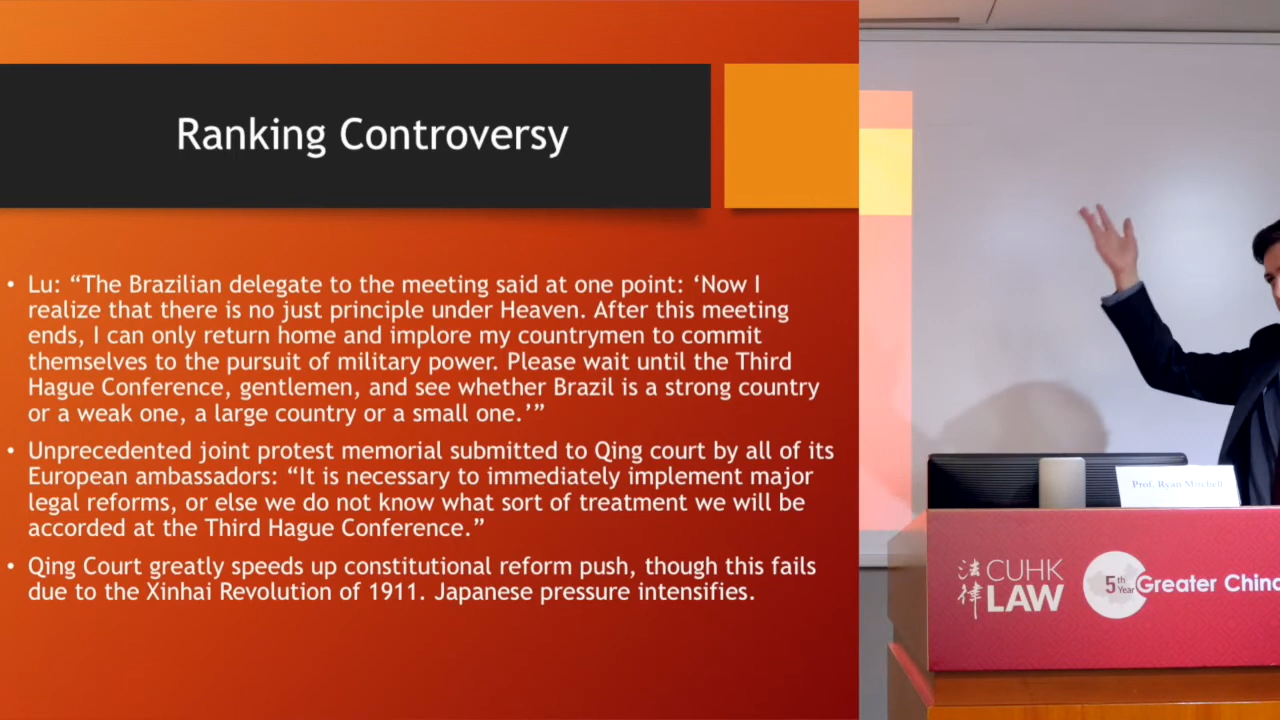 Ranking Controversy
• Lu: “The Brazilian delegate to the meeting said at one point: ‘Now I
realize that there is no just principle under Heaven. After this meeting
ends, I can only return home and implore my countrymen to commit
themselves to the pursuit of military power. Please wait until the Third
Hague Conference, gentlemen, and see whether Brazil is a strong country
or a weak one, a large country or a small one.’”
• Unprecedented joint protest memorial submitted to Qing court by all of its
European ambassadors: “It is necessary to immediately implement major
legal reforms, or else we do not know what sort of treatment we will be
accorded at the Third Hague Conference.”
• Qing Court greatly speeds up constitutional reform push, though this fails
due to the Xinhai Revolution of 1911. Japanese pressure intensifies.
Prof. Ryan Mitchell
法律
CUHK
LAW
5th Year
Greater China